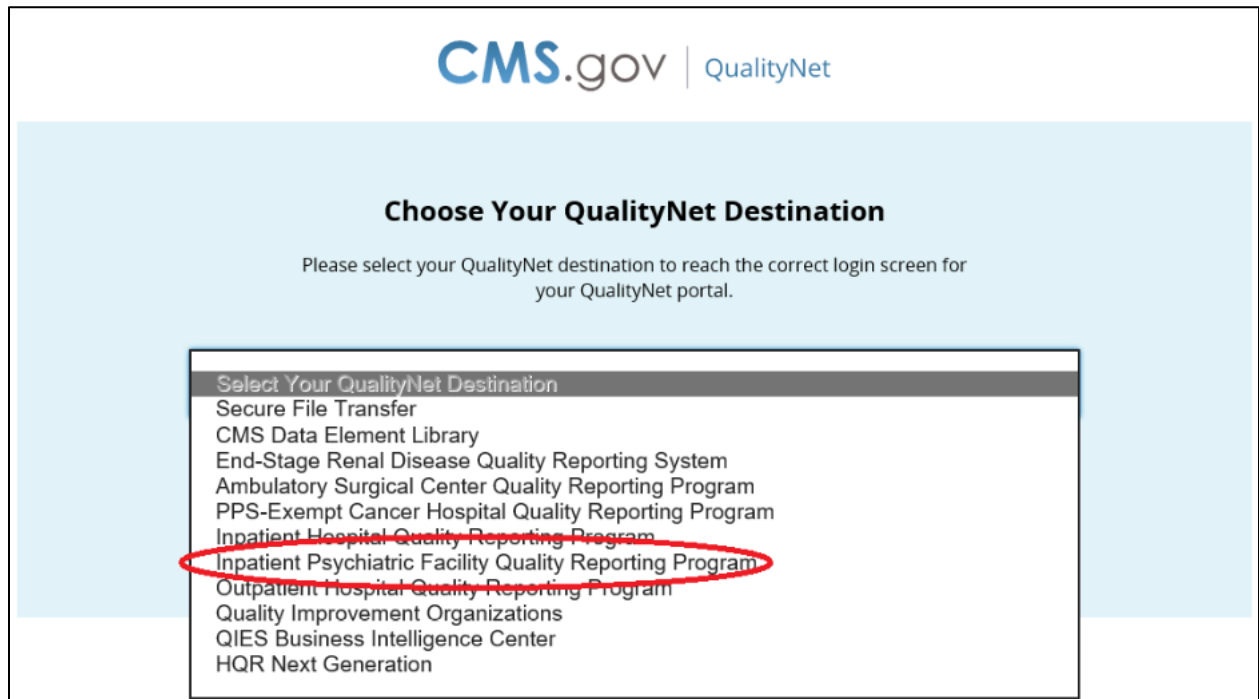 CMS.gov | QualityNet
Choose Your QualityNet Destination
Please select your QualityNet destination to reach the correct login screen for
your QualityNet portal.
Select Your QualityNet Destination
Secure File Transfer
CMS Data Element Library
End-Stage Renal Disease Quality Reporting System
Ambulatory Surgical Center Quality Reporting Program
PPS-Exempt Cancer Hospital Quality Reporting Program
Inpatient Hospital Quality Reporting Program
Inpatient Psychiatric Facility Quality Reporting Program
Outpatient Hospital Quality Reporting Program
Quality Improvement Organizations
QIES Business Intelligence Center
HQR Next Generation